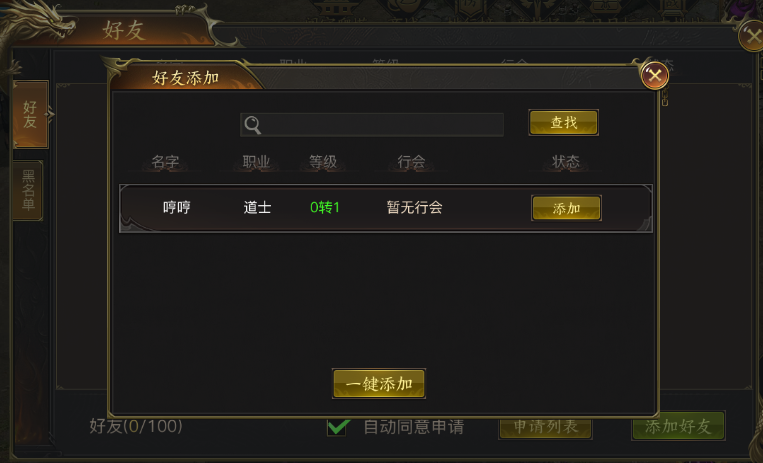 好友
好友添加
好友
黑名单
查找
名字 职业 等级 行会 状态
哼哼 道士 0转1 暂无行会 添加
一键添加
好友(0/100) 自动同意申请 申请列表 添加好友